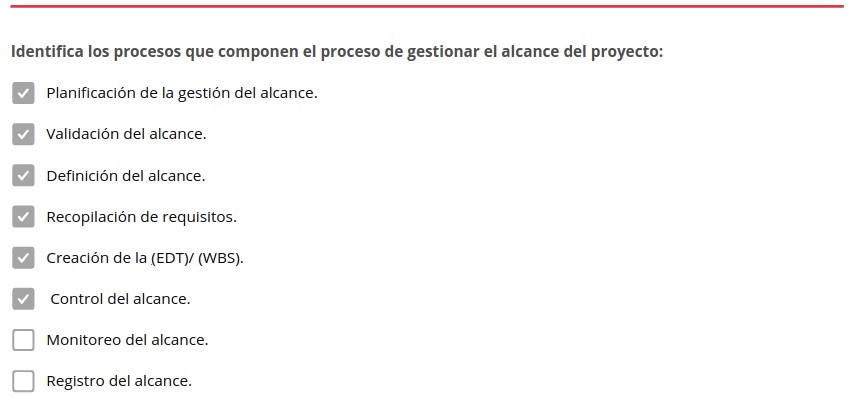 Identifica los procesos que componen el proceso de gestionar el alcance del proyecto:
Planificación de la gestión del alcance.
Validación del alcance.
Definición del alcance.
Recopilación de requisitos.
Creación de la (EDT)/ (WBS).
Control del alcance.
Monitoreo del alcance.
Registro del alcance.